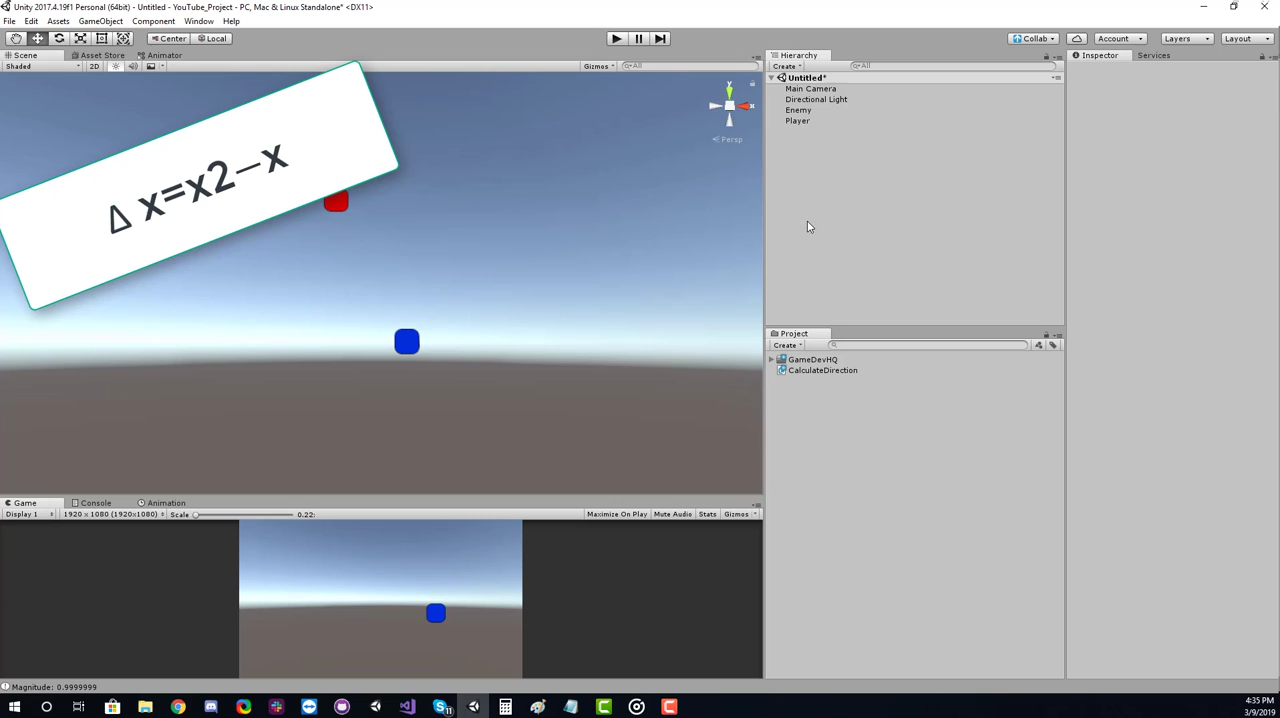 Unity 2017.4.19f1 Personal (64bit) - Untitled - YouTube_Project - PC, Mac & Linux Standalone* <DX11>
File Edit Assets GameObject Component Window Help
Center Local Collab Account Layers Layout
Scene Asset Store Animator
Shaded 2D Gizmos All
Hierarchy
Create All
Untitled*
Main Camera
Directional Light
Enemy
Player
Inspector Services
y
x
Persp
Δ x=x2−x
Project
Create
GameDevHQ
CalculateDirection
Game Console Animation
Display 1 1920 x 1080 (1920x1080) Scale 0.22: Maximize On Play Mute Audio Stats Gizmos
Magnitude: 0.9999999
11
4:35 PM
3/9/2019